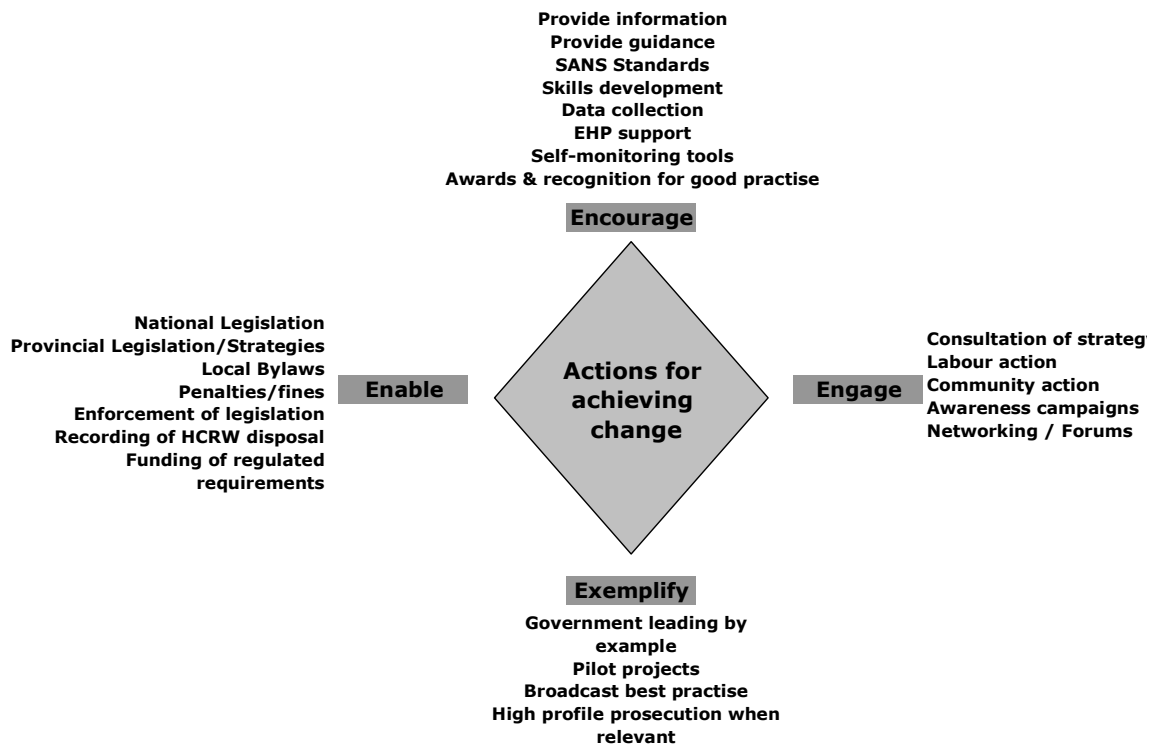 Provide information
Provide guidance
SANS Standards
Skills development
Data collection
EHP support
Self-monitoring tools
Awards & recognition for good practise
Encourage
National Legislation
Provincial Legislation/Strategies
Local Bylaws
Penalties/fines
Enforcement of legislation
Recording of HCRW disposal
Funding of regulated
requirements
Enable
Actions for
achieving
change
Engage
Consultation of
Labour action
Community action
Awareness campaigns
Networking / Forums
Exemplify
Government leading by
example
Pilot projects
Broadcast best practise
High profile prosecution when
relevant